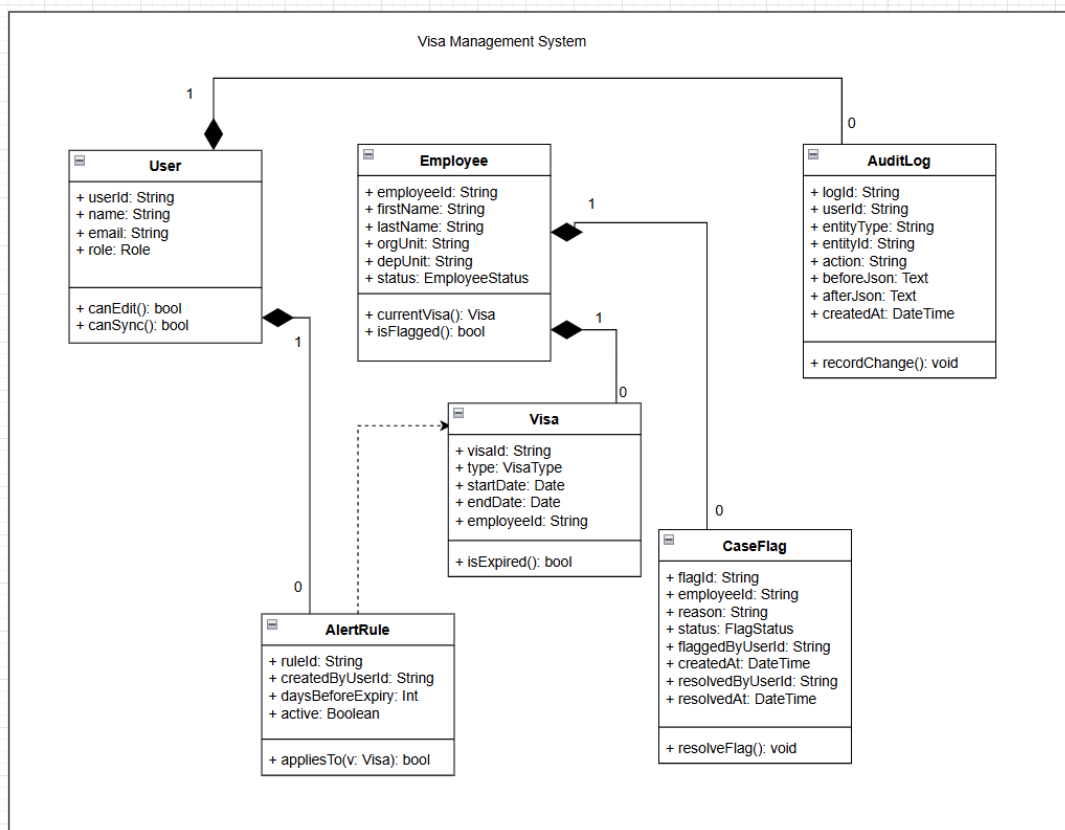 Visa Management System
1
0
User
+ userId: String
+ name: String
+ email: String
+ role: Role
+ canEdit(): bool
+ canSync(): bool
1
0
Employee
+ employeeId: String
+ firstName: String
+ lastName: String
+ orgUnit: String
+ depUnit: String
+ status: EmployeeStatus
+ currentVisa(): Visa
+ isFlagged(): bool
1
1
0
0
AuditLog
+ logId: String
+ userId: String
+ entityType: String
+ entityId: String
+ action: String
+ beforeJson: Text
+ afterJson: Text
+ createdAt: DateTime
+ recordChange(): void
Visa
+ visaId: String
+ type: VisaType
+ startDate: Date
+ endDate: Date
+ employeeId: String
+ isExpired(): bool
CaseFlag
+ flagId: String
+ employeeId: String
+ reason: String
+ status: FlagStatus
+ flaggedByUserId: String
+ createdAt: DateTime
+ resolvedByUserId: String
+ resolvedAt: DateTime
+ resolveFlag(): void
AlertRule
+ ruleId: String
+ createdByUserId: String
+ daysBeforeExpiry: Int
+ active: Boolean
+ appliesTo(v: Visa): bool